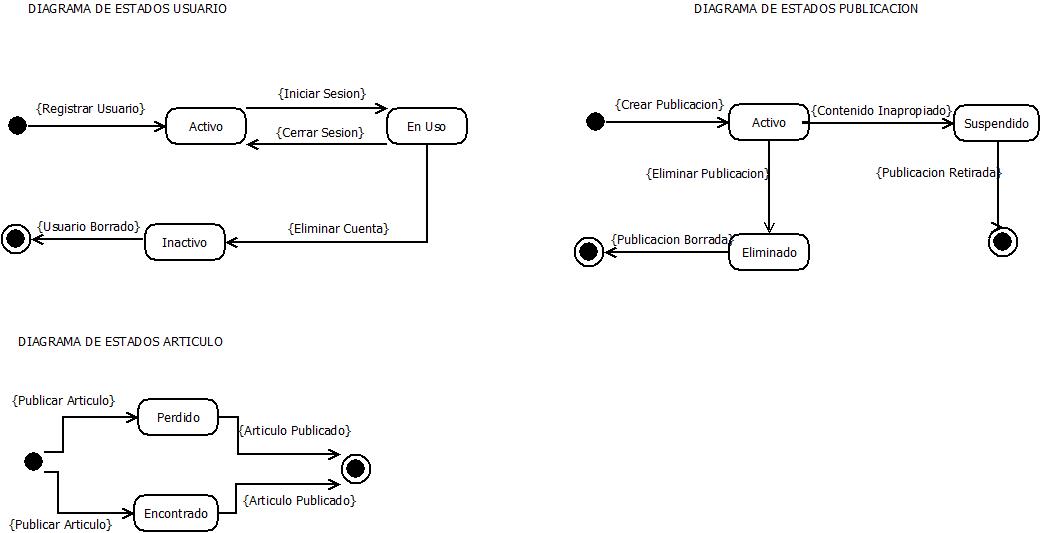 DIAGRAMA DE ESTADOS USUARIO
{Registrar Usuario}
Activo
{Iniciar Sesion}
{Cerrar Sesion}
En Uso
{Eliminar Cuenta}
Inactivo
{Usuario Borrado}
DIAGRAMA DE ESTADOS PUBLICACION
{Crear Publicacion}
Activo
{Contenido Inapropiado}
Suspendido
{Eliminar Publicacion}
{Publicacion Retirada}
{Publicacion Borrada}
Eliminado
DIAGRAMA DE ESTADOS ARTICULO
{Publicar Articulo}
Perdido
{Articulo Publicado}
{Publicar Articulo}
Encontrado
{Articulo Publicado}